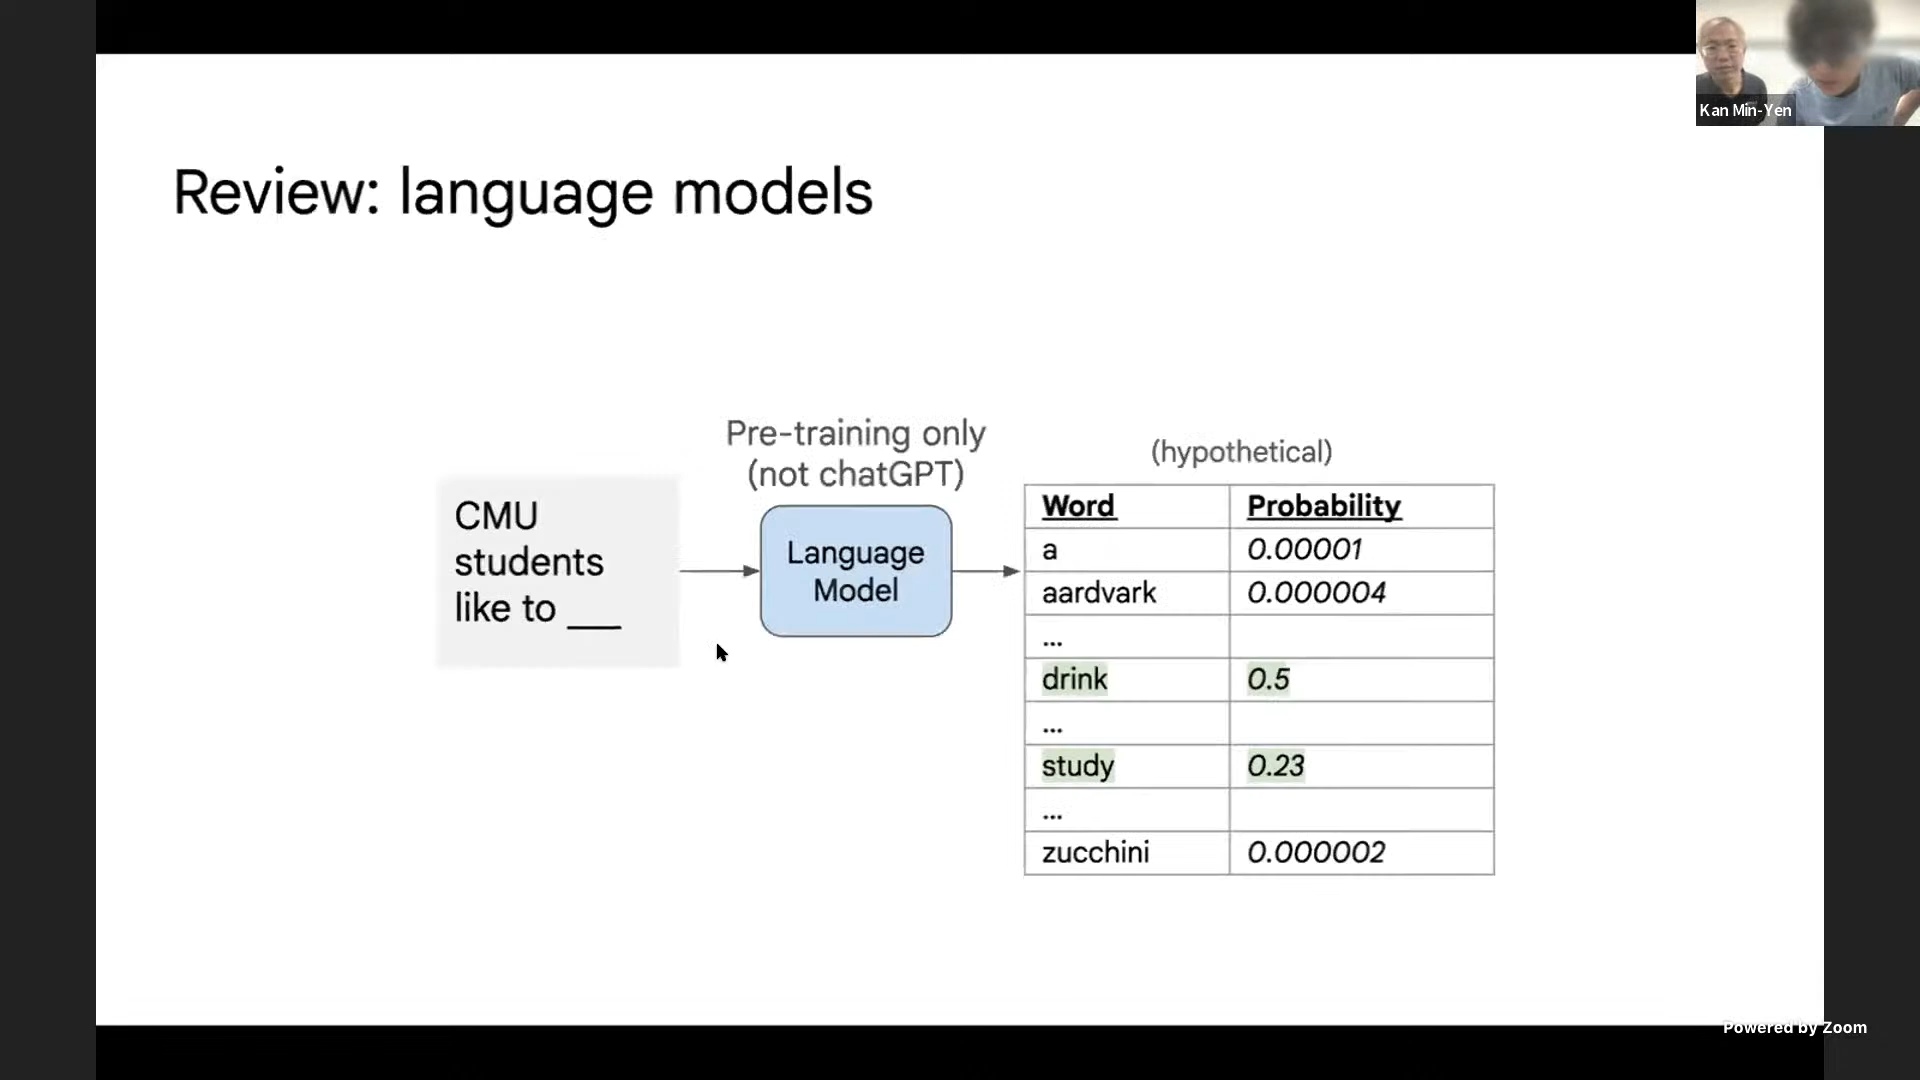 Kan Min-Yen
Review: language models
Pre-training only
(not chatGPT)
(hypothetical)
CMU
students
like to ___
Language
Model
Word Probability
a 0.00001
aardvark 0.000004
...
drink 0.5
...
study 0.23
...
zucchini 0.000002
Powered by Zoom